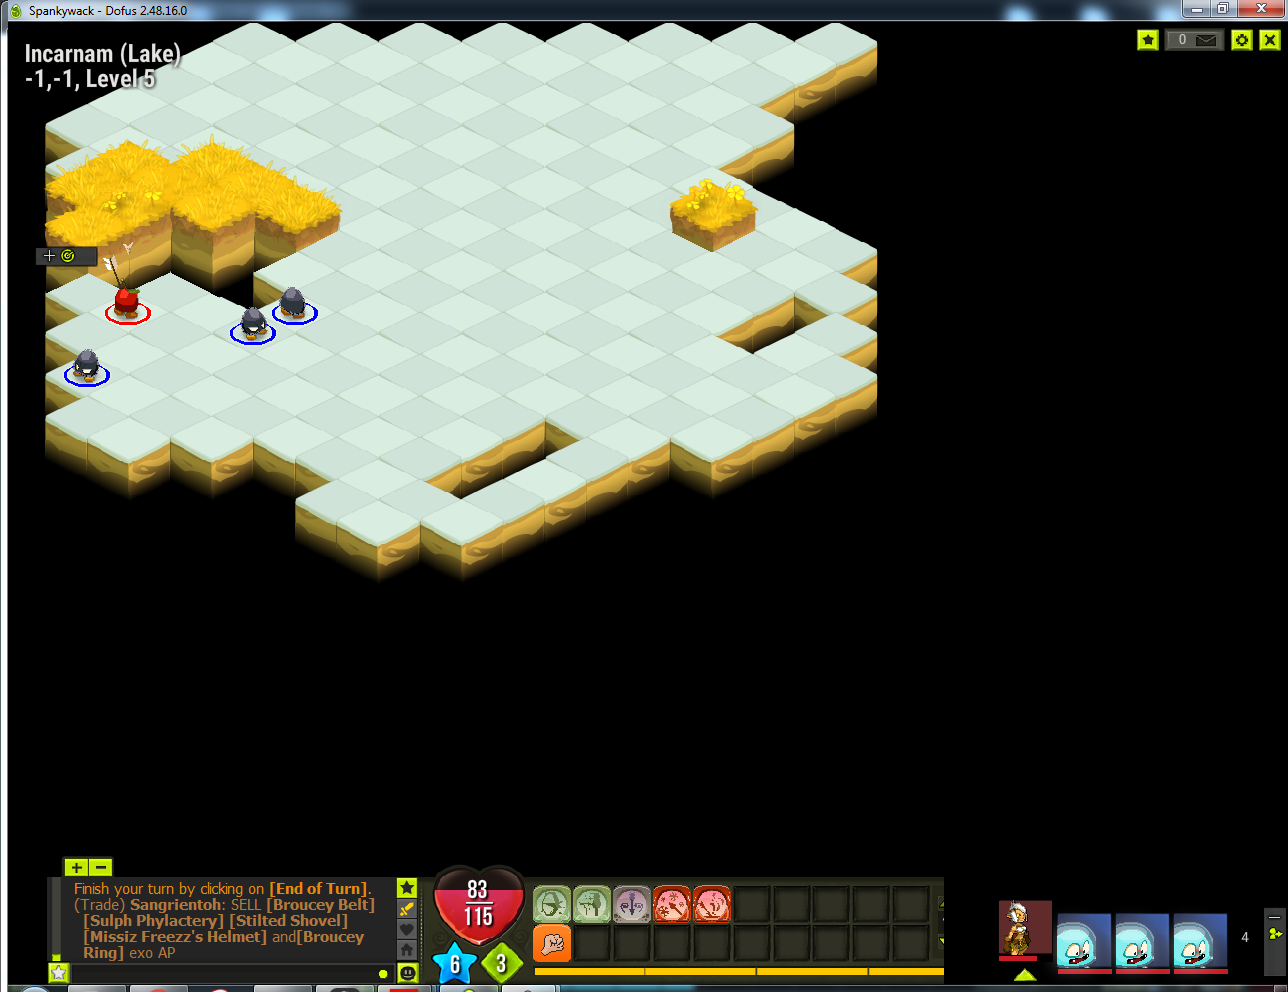 Spankywack - Dofus 2.48.16.0
Incarnam (Lake)
-1,-1, Level 5
0
Finish your turn by clicking on [End of Turn].
(Trade) Sangrientoh: SELL [Broucey Belt]
[Sulph Phylactery] [Stilted Shovel]
[Missiz Freezz's Helmet] and[Broucey
Ring] exo AP
83
115
6
3
4